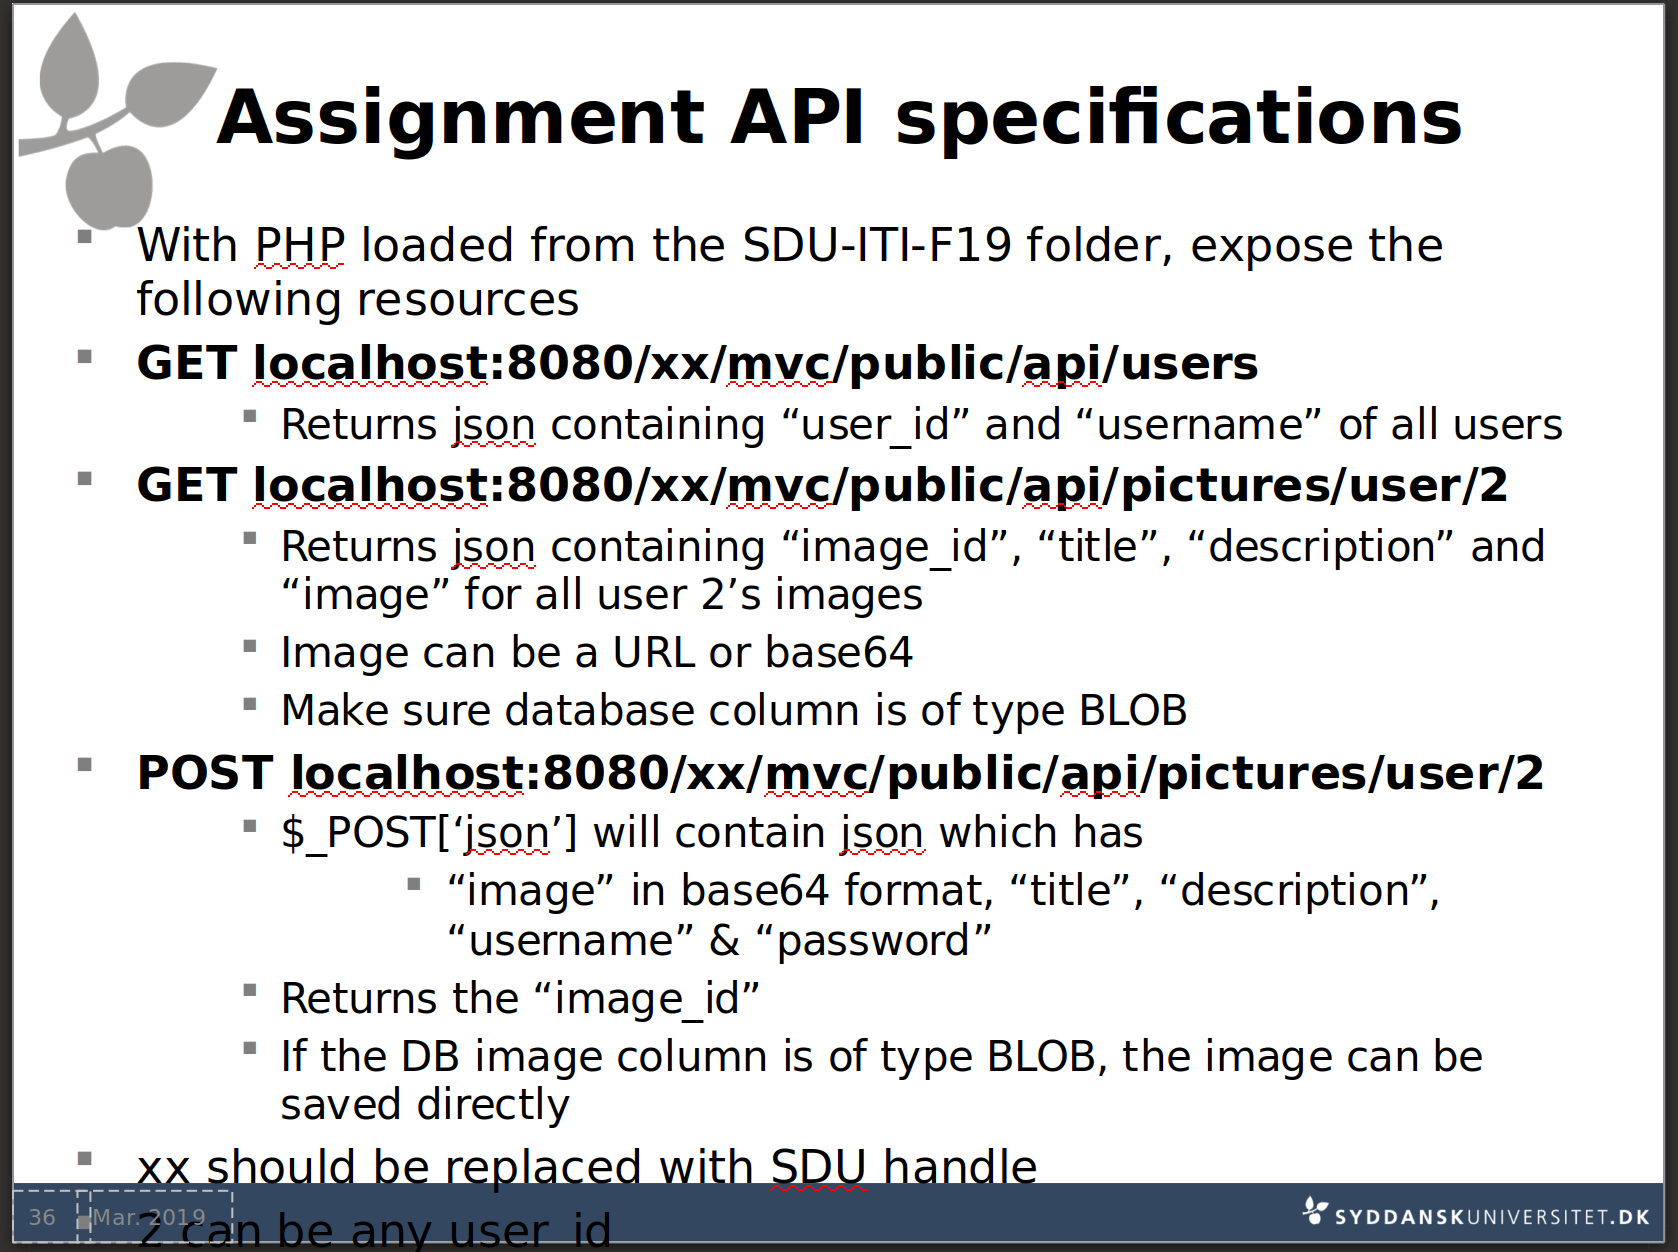 Assignment API specifications
With PHP loaded from the SDU-ITI-F19 folder, expose the
following resources
GET localhost:8080/xx/mvc/public/api/users
Returns json containing “user_id” and “username” of all users
GET localhost:8080/xx/mvc/public/api/pictures/user/2
Returns json containing “image_id”, “title”, “description” and
“image” for all user 2’s images
Image can be a URL or base64
Make sure database column is of type BLOB
POST localhost:8080/xx/mvc/public/api/pictures/user/2
$_POST[‘json’] will contain json which has
“image” in base64 format, “title”, “description”,
“username” & “password”
Returns the “image_id”
If the DB image column is of type BLOB, the image can be
saved directly
xx should be replaced with SDU handle
2 can be any user_id
36
Mar. 2019
SYDDANSKUNIVERSITET.DK